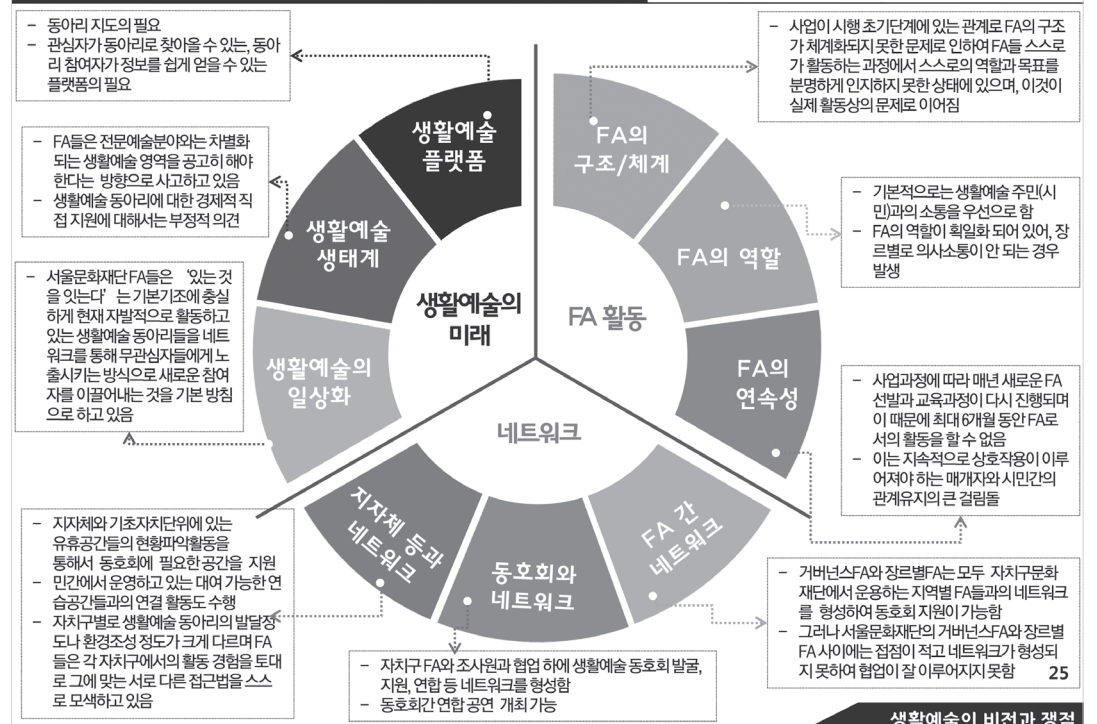 – 동아리 지도의 필요
– 관심자가 동아리로 찾아올 수 있는, 동아
리 참여자가 정보를 쉽게 얻을 수 있는
플랫폼의 필요
– FA들은 전문예술분야와는 차별화
되는 생활예술 영역을 공고히 해야
한다는 방향으로 사고하고 있음
– 생활예술 동아리에 대한 경제적 직
접 지원에 대해서는 부정적 의견
– 서울문화재단 FA들은 ‘있는 것
을 잇는다’ 는 기본기조에 충실
하게 현재 자발적으로 활동하고
있는 생활예술 동아리들을 네트
워크를 통해 무관심자들에게 노
출시키는 방식으로 새로운 참여
자를 이끌어내는 것을 기본 방침
으로 하고 있음
– 지자체와 기초자치단위에 있는
유휴공간들의 현황파악활동을
통해서 동호회에 필요한 공간을 지원
– 민간에서 운영하고 있는 대여 가능한 연
습공간들과의 연결 활동도 수행
– 자치구별로 생활예술 동아리의 발달정
도나 환경조성 정도가 크게 다르며 FA
들은 각 자치구에서의 활동 경험을 토대
로 그에 맞는 서로 다른 접근법을 스스
로 모색하고 있음
생활예술
플랫폼
생활예술
생태계
생활예술의
일상화
생활예술의
미래
FA 활동
네트워크
FA의
구조/체계
FA의 역할
FA의
연속성
지자체 등과
네트워크
동호회와
네트워크
FA 간
네트워크
– 사업이 시행 초기단계에 있는 관계로 FA의 구조
가 체계화되지 못한 문제로 인하여 FA들 스스로
가 활동하는 과정에서 스스로의 역할과 목표를
분명하게 인지하지 못한 상태에 있으며, 이것이
실제 활동상의 문제로 이어짐
– 기본적으로는 생활예술 주민(시
민)과의 소통을 우선으로 함
– FA의 역할이 획일화 되어 있어, 장
르별로 의사소통이 안 되는 경우
발생
– 사업과정에 따라 매년 새로운 FA
선발과 교육과정이 다시 진행되며
이 때문에 최대 6개월 동안 FA로
서의 활동을 할 수 없음
– 이는 지속적으로 상호작용이 이루
어져야 하는 매개자와 시민간의
관계유지의 큰 걸림돌
– 거버넌스FA와 장르별FA는 모두 자치구문화
재단에서 운용하는 지역별 FA들과의 네트워크
를 형성하여 동호회 지원이 가능함
– 그러나 서울문화재단의 거버넌스FA와 장르별
FA 사이에는 접점이 적고 네트워크가 형성되
지 못하여 협업이 잘 이루어지지 못함
– 자치구 FA와 조사원과 협업 하에 생활예술 동호회 발굴,
지원, 연합 등 네트워크를 형성함
– 동호회간 연합 공연 개최 가능
25
생활예술의 비전과 쟁점